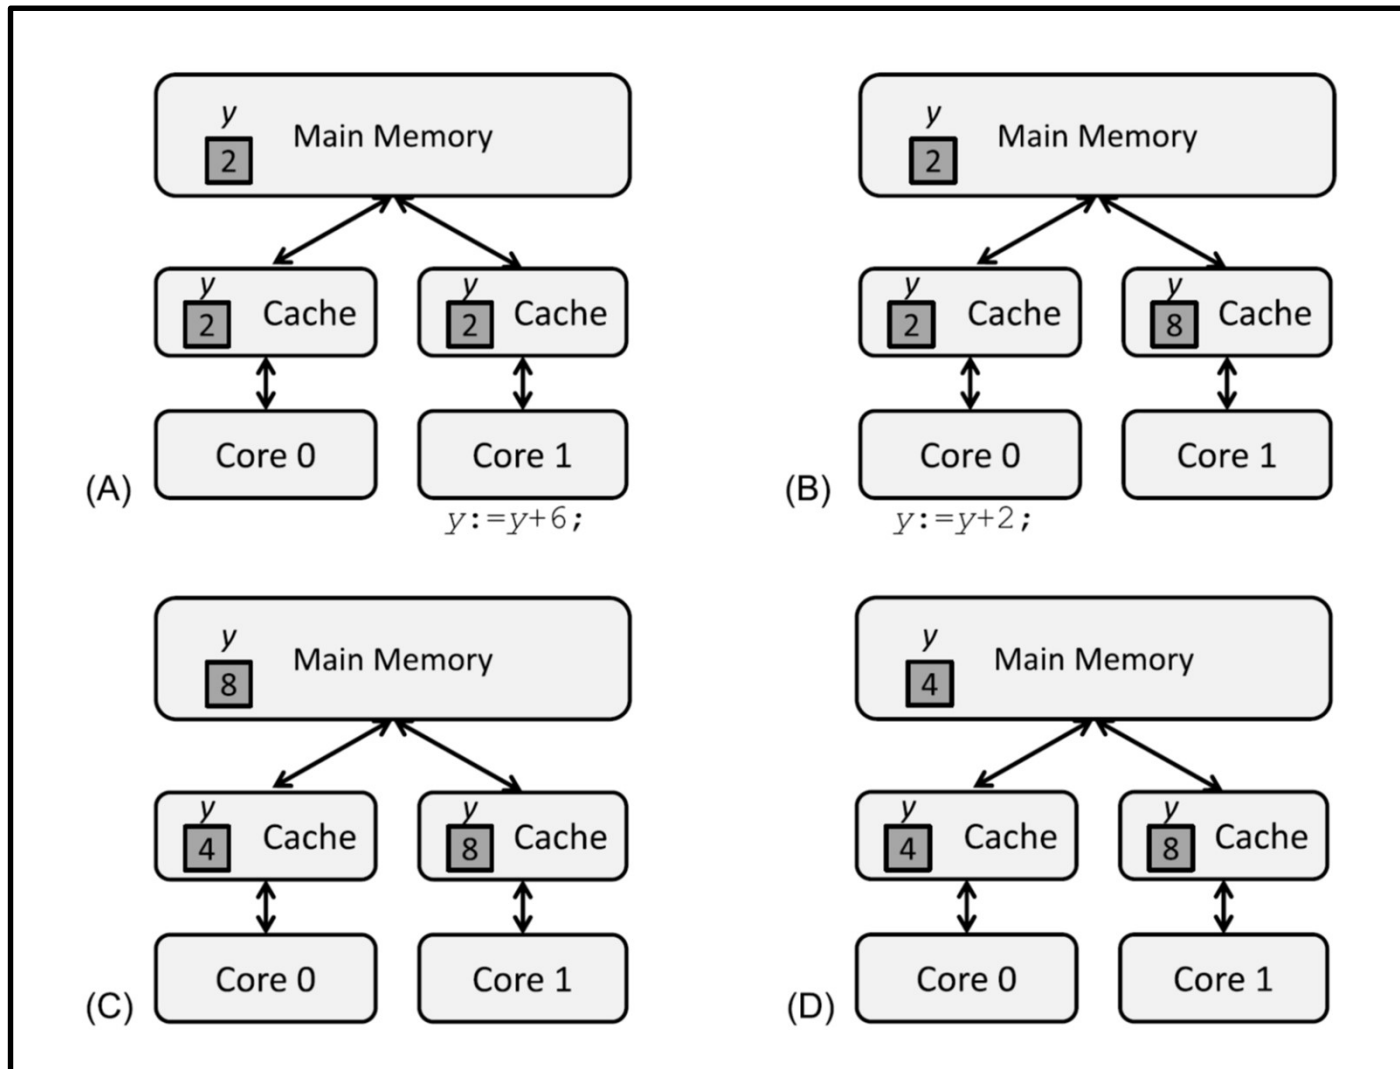 y y
2 Main Memory 2 Main Memory
y y y y
2 Cache 2 Cache 2 Cache 8 Cache
Core 0 Core 1 Core 0 Core 1
(A) (B)
y:=y+6; y:=y+2;
y y
8 Main Memory 4 Main Memory
y y y y
4 Cache 8 Cache 4 Cache 8 Cache
Core 0 Core 1 Core 0 Core 1
(C) (D)